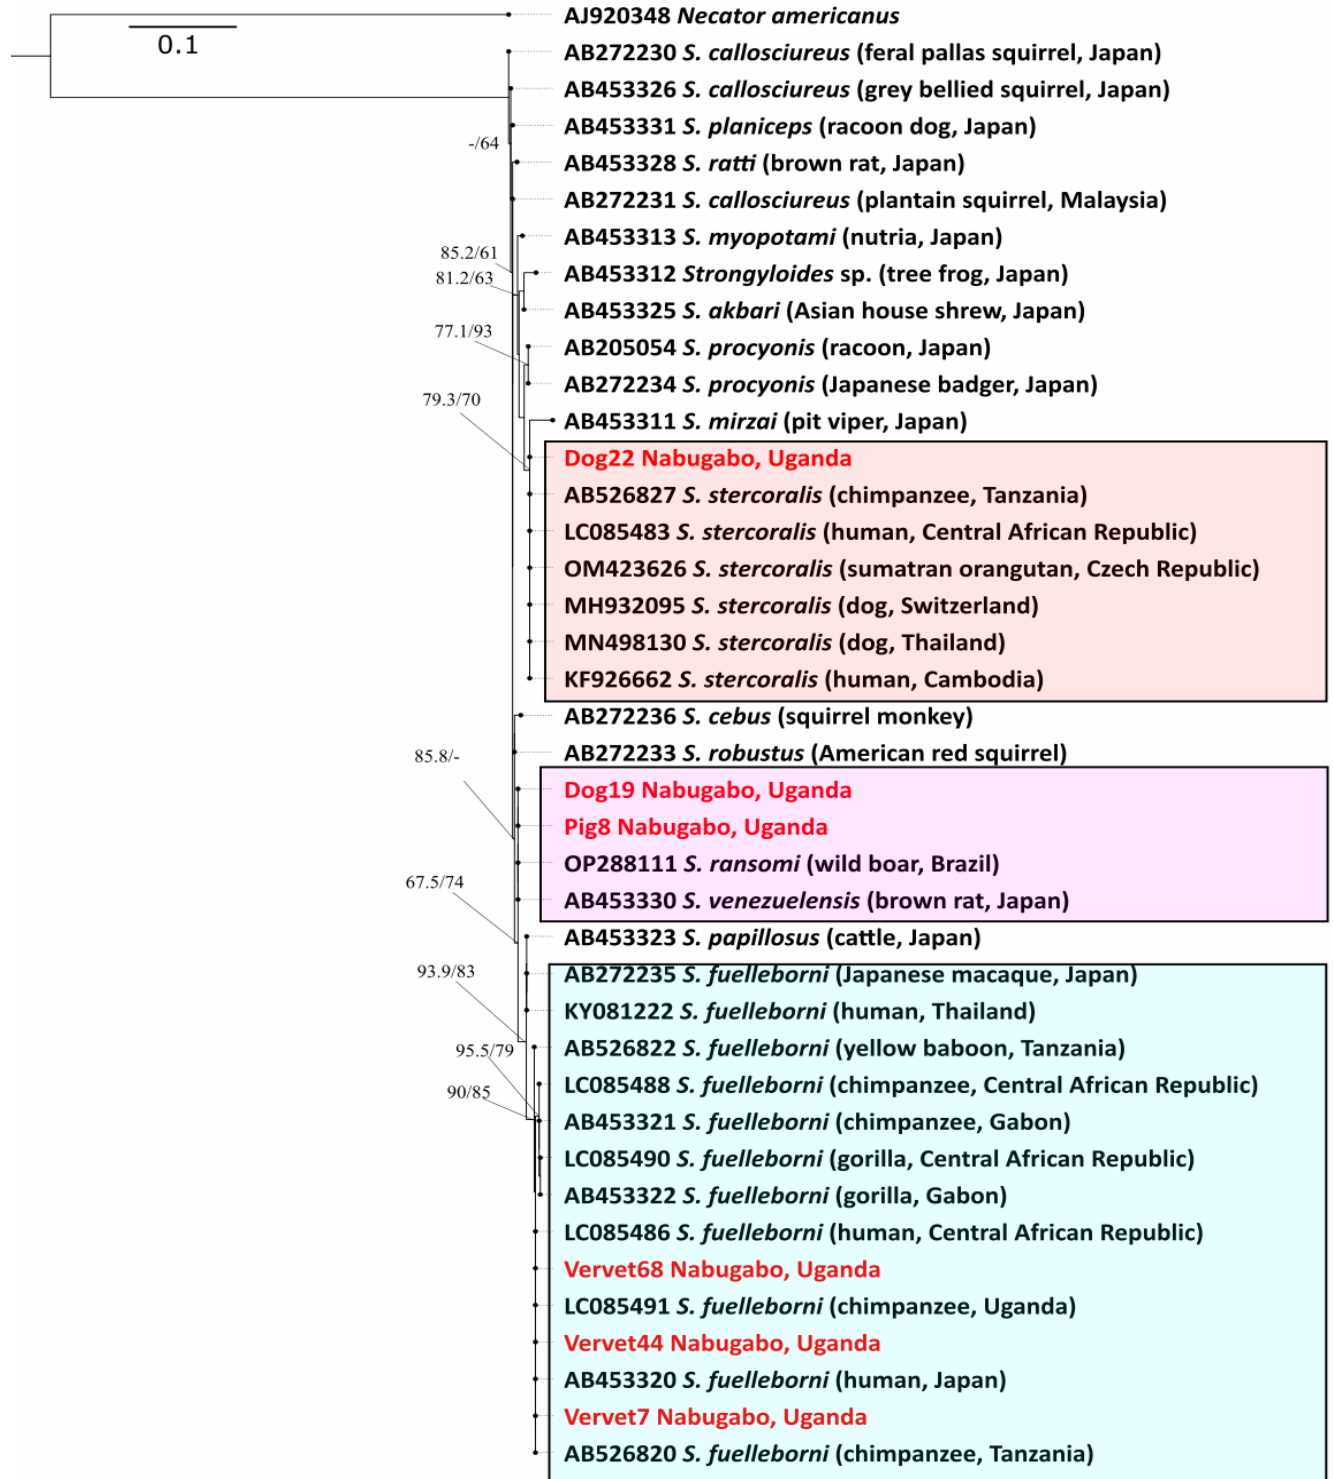 AJ920348 Necator americanus
0.1
AB272230 S. callosciureus (feral pallas squirrel, Japan)
AB453326 S. callosciureus (grey bellied squirrel, Japan)
AB453331 S. planiceps (racoon dog, Japan)
-/64
AB453328 S. ratti (brown rat, Japan)
AB272231 S. callosciureus (plantain squirrel, Malaysia)
AB453313 S. myopotami (nutria, Japan)
85.2/61
AB453312 Strongyloides sp. (tree frog, Japan)
81.2/63
AB453325 S. akbari (Asian house shrew, Japan)
77.1/93
AB205054 S. procyonis (racoon, Japan)
AB272234 S. procyonis (Japanese badger, Japan)
79.3/70
AB453311 S. mirzai (pit viper, Japan)
Dog22 Nabugabo, Uganda
AB526827 S. stercoralis (chimpanzee, Tanzania)
LC085483 S. stercoralis (human, Central African Republic)
OM423626 S. stercoralis (sumatran orangutan, Czech Republic)
MH932095 S. stercoralis (dog, Switzerland)
MN498130 S. stercoralis (dog, Thailand)
KF926662 S. stercoralis (human, Cambodia)
AB272236 S. cebus (squirrel monkey)
AB272233 S. robustus (American red squirrel)
85.8/-
Dog19 Nabugabo, Uganda
Pig8 Nabugabo, Uganda
OP288111 S. ransomi (wild boar, Brazil)
67.5/74
AB453330 S. venezuelensis (brown rat, Japan)
AB453323 S. papillosus (cattle, Japan)
93.9/83
AB272235 S. fuelleborni (Japanese macaque, Japan)
KY081222 S. fuelleborni (human, Thailand)
95.5/79
AB526822 S. fuelleborni (yellow baboon, Tanzania)
90/85
LC085488 S. fuelleborni (chimpanzee, Central African Republic)
AB453321 S. fuelleborni (chimpanzee, Gabon)
LC085490 S. fuelleborni (gorilla, Central African Republic)
AB453322 S. fuelleborni (gorilla, Gabon)
LC085486 S. fuelleborni (human, Central African Republic)
Vervet68 Nabugabo, Uganda
LC085491 S. fuelleborni (chimpanzee, Uganda)
Vervet44 Nabugabo, Uganda
AB453320 S. fuelleborni (human, Japan)
Vervet7 Nabugabo, Uganda
AB526820 S. fuelleborni (chimpanzee, Tanzania)